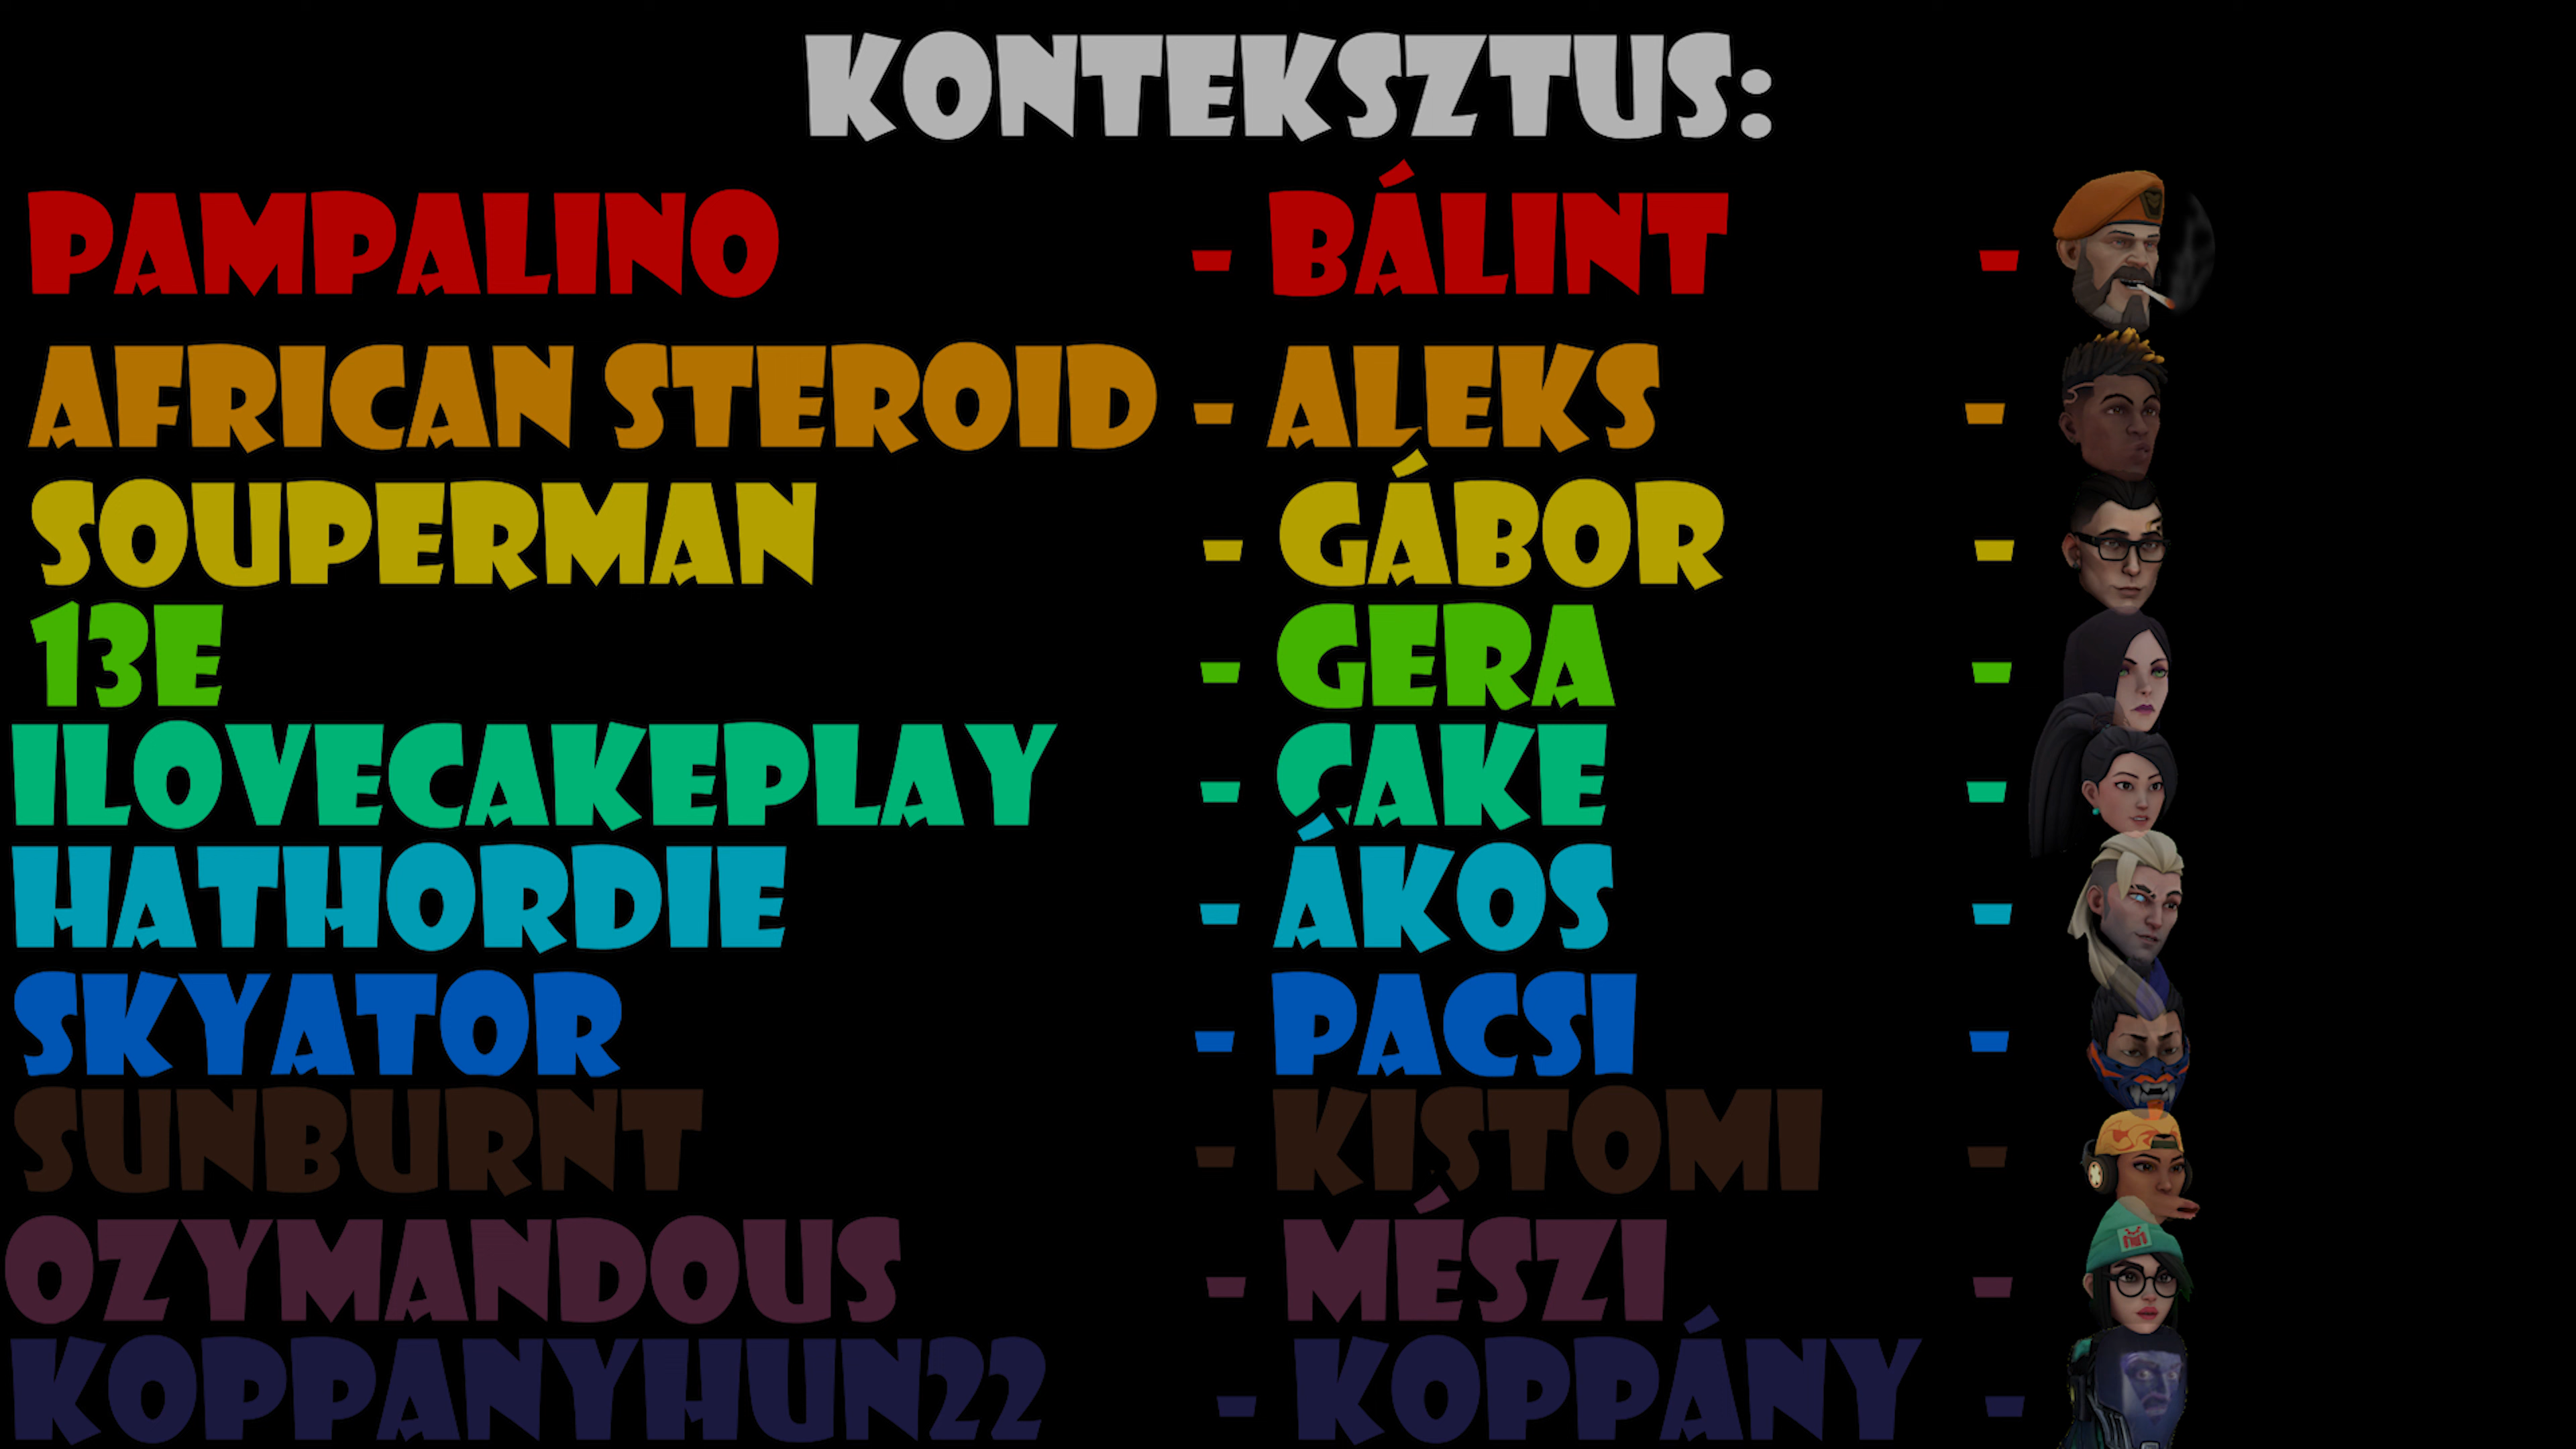 KONTEKSZTUS:
PAMPALINO - BÁLINT -
AFRICAN STEROID - ALEKS -
SOUPERMAN - GÁBOR -
13E - GERA -
ILOVECAKEPLAY - CAKE -
HATHORDIE - ÁKOS -
SKYATOR - PACSI -
SUNBURNT - KISTOMI -
OZYMANDOUS - MÉSZI -
KOPPANYHUN22 - KOPPÁNY -